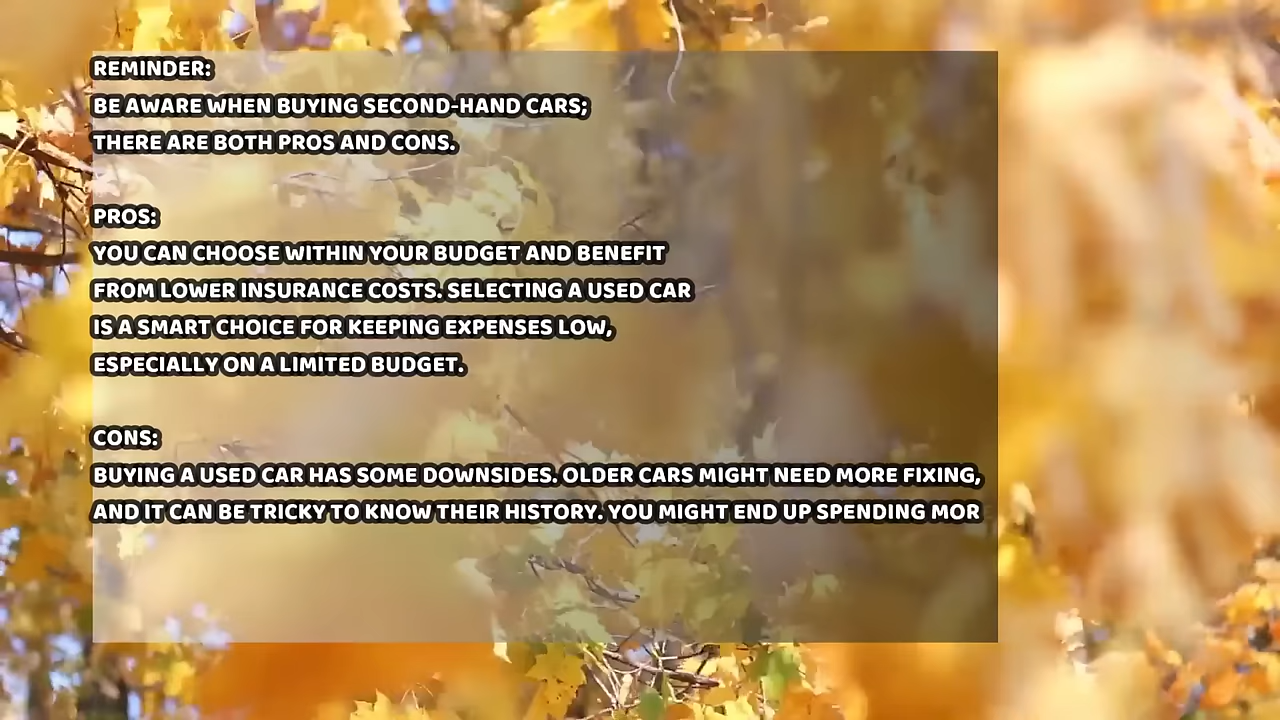 REMINDER:
BE AWARE WHEN BUYING SECOND-HAND CARS;
THERE ARE BOTH PROS AND CONS.
PROS:
YOU CAN CHOOSE WITHIN YOUR BUDGET AND BENEFIT
FROM LOWER INSURANCE COSTS. SELECTING A USED CAR
IS A SMART CHOICE FOR KEEPING EXPENSES LOW,
ESPECIALLY ON A LIMITED BUDGET.
CONS:
BUYING A USED CAR HAS SOME DOWNSIDES. OLDER CARS MIGHT NEED MORE FIXING,
AND IT CAN BE TRICKY TO KNOW THEIR HISTORY. YOU MIGHT END UP SPENDING MOR